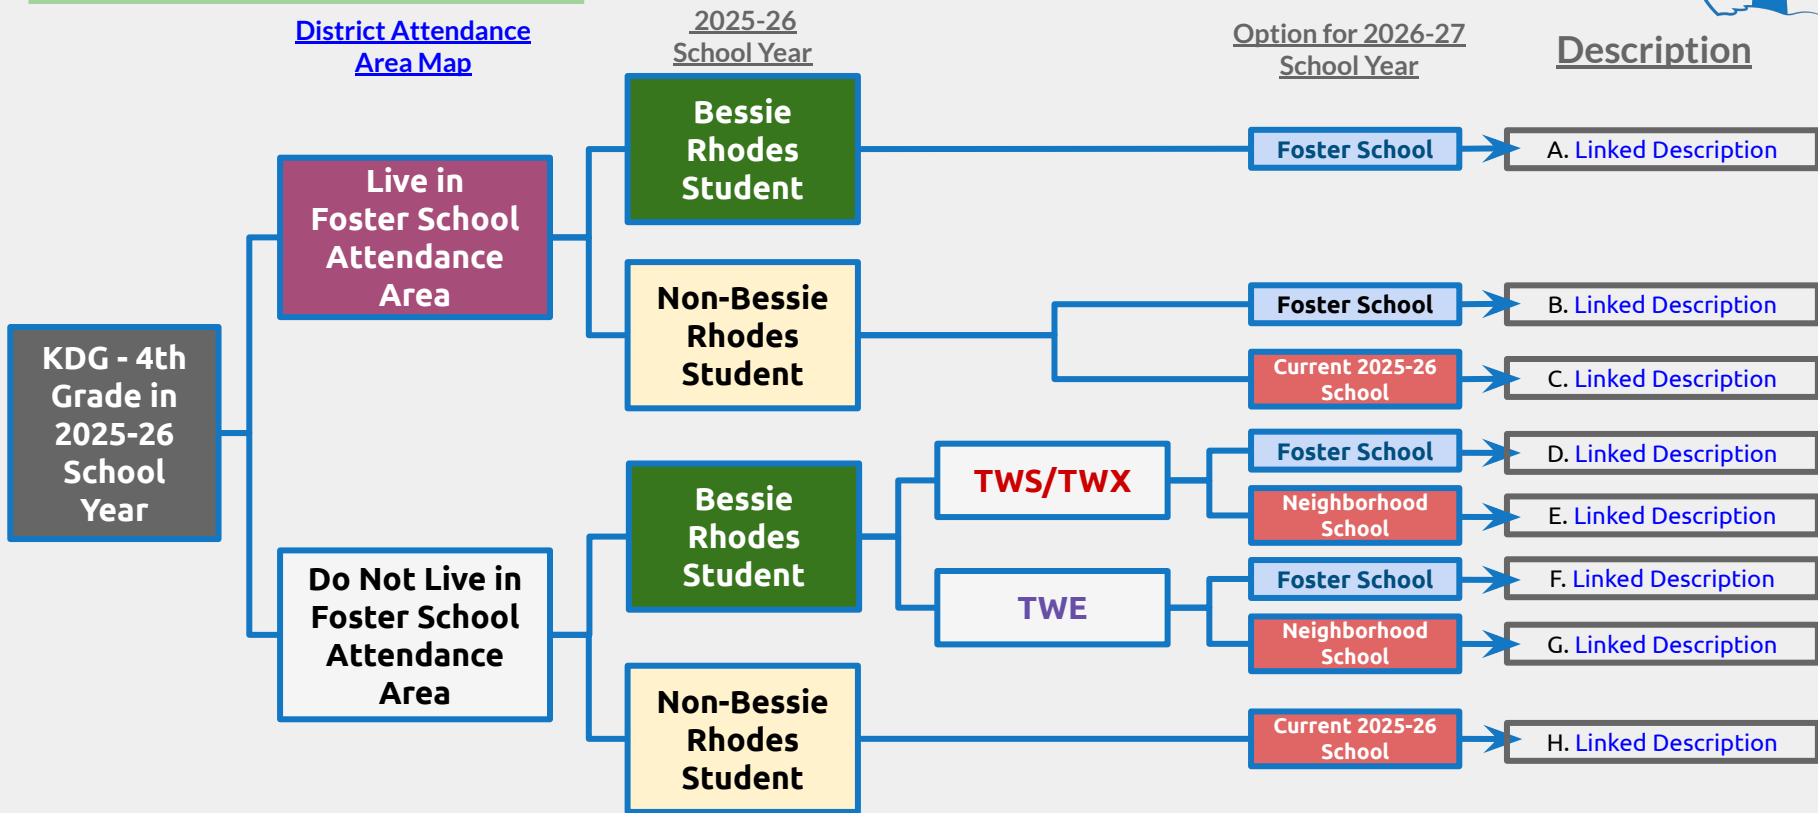 District Attendance
Area Map
2025-26
School Year
Option for 2026-27
School Year
Description
KDG - 4th
Grade in
2025-26
School
Year
Live in
Foster School
Attendance
Area
Bessie
Rhodes
Student
Foster School
A. Linked Description
Non-Bessie
Rhodes
Student
Foster School
B. Linked Description
Current 2025-26
School
C. Linked Description
Do Not Live in
Foster School
Attendance
Area
Bessie
Rhodes
Student
TWS/TWX
Foster School
D. Linked Description
Neighborhood
School
E. Linked Description
TWE
Foster School
F. Linked Description
Neighborhood
School
G. Linked Description
Non-Bessie
Rhodes
Student
Current 2025-26
School
H. Linked Description